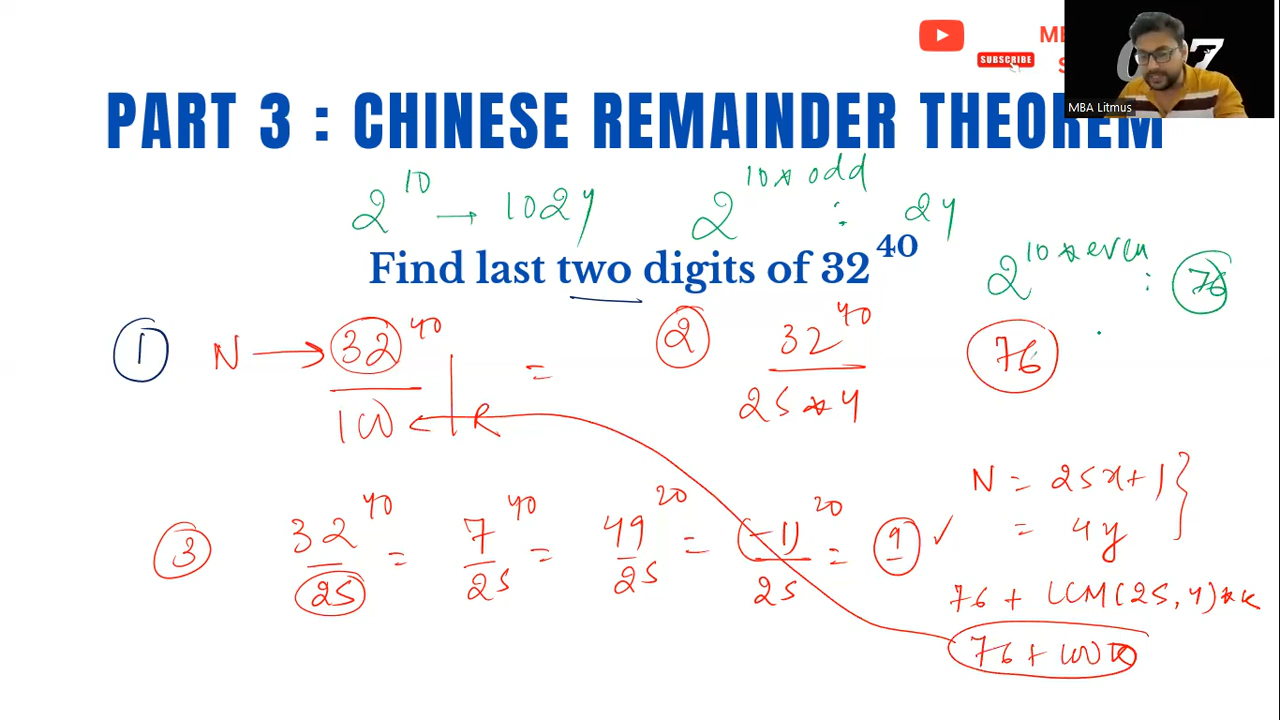 SUBSCRIBE
MBA Litmus
PART 3 : CHINESE REMAINDER THEOREM
2^10 → 1024
2^10*odd : 24
Find last two digits of 32^40
2^10*even : 76
① N → 32^40 / 100 | R =
② 32^40 / 25*4
76
③ 32^40 / 25 = 7^40 / 25 = 49^20 / 25 = (-1)^20 / 25 = 1 ✓
N = 25x+1 }
= 4y
76 + LCM(25,4)*k
76 + 100k